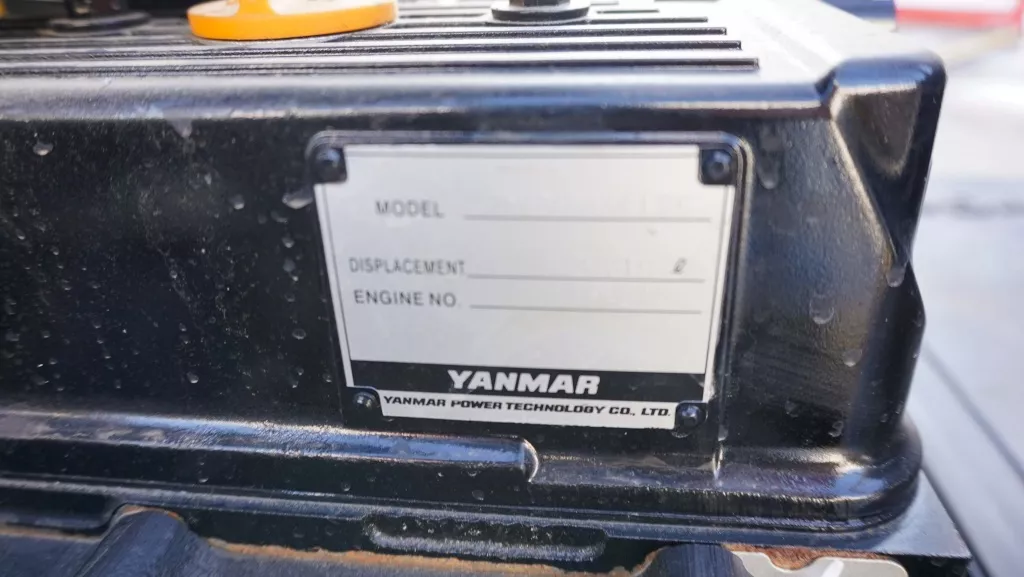 MODEL
DISPLACEMENT ℓ
ENGINE NO.
YANMAR
YANMAR POWER TECHNOLOGY CO., LTD.